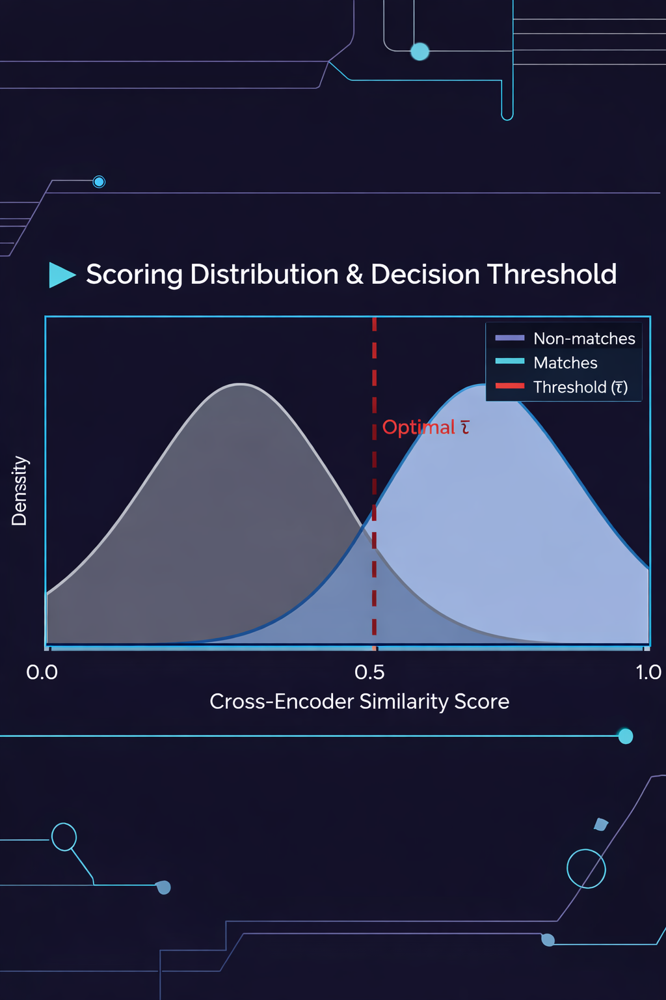 Scoring Distribution & Decision Threshold
Non-matches
Matches
Threshold (τ̅)
Optimal τ̅
Denssity
0.0 0.5 1.0
Cross-Encoder Similarity Score